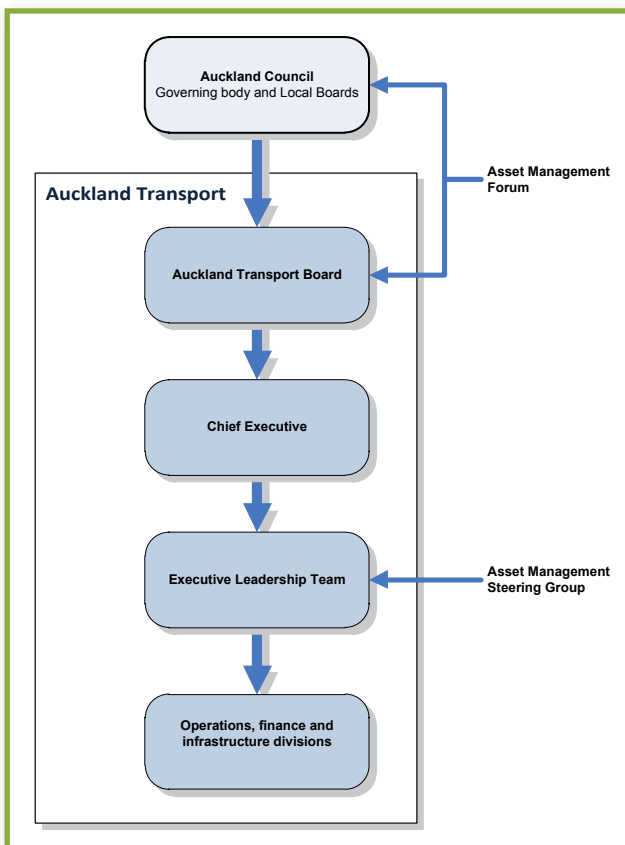 Auckland Council
Governing body and Local Boards
Asset Management
Forum
Auckland Transport
Auckland Transport Board
Chief Executive
Executive Leadership Team
Asset Management
Steering Group
Operations, finance and
infrastructure divisions